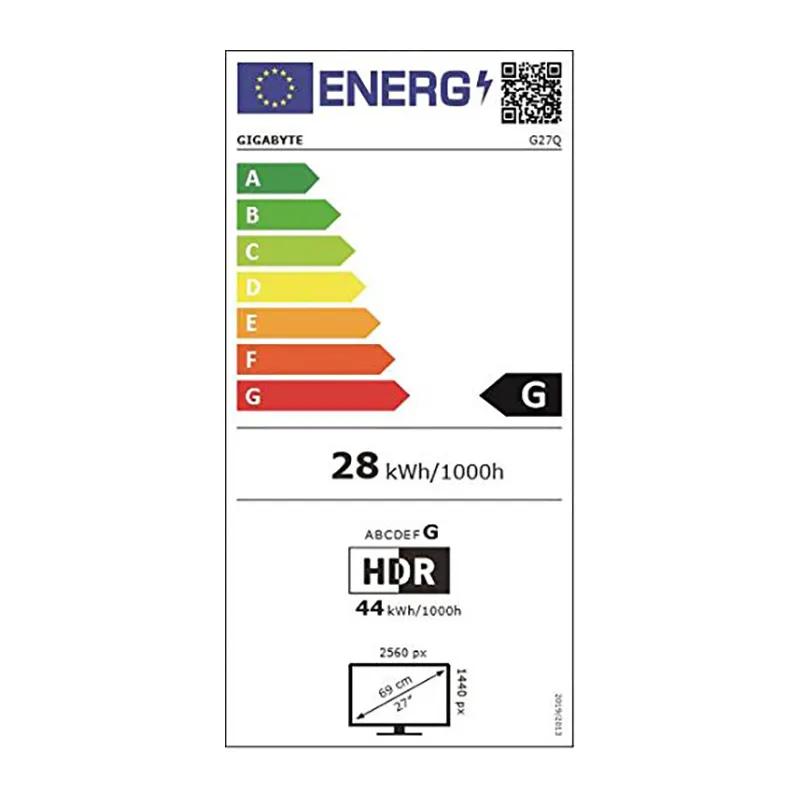 ENERG
GIGABYTE G27Q
A
B
C
D
E
F
G G
28 kWh/1000h
ABCDEFG
HDR
44 kWh/1000h
2560 px
1440 px
69 cm
27"
2019/2013